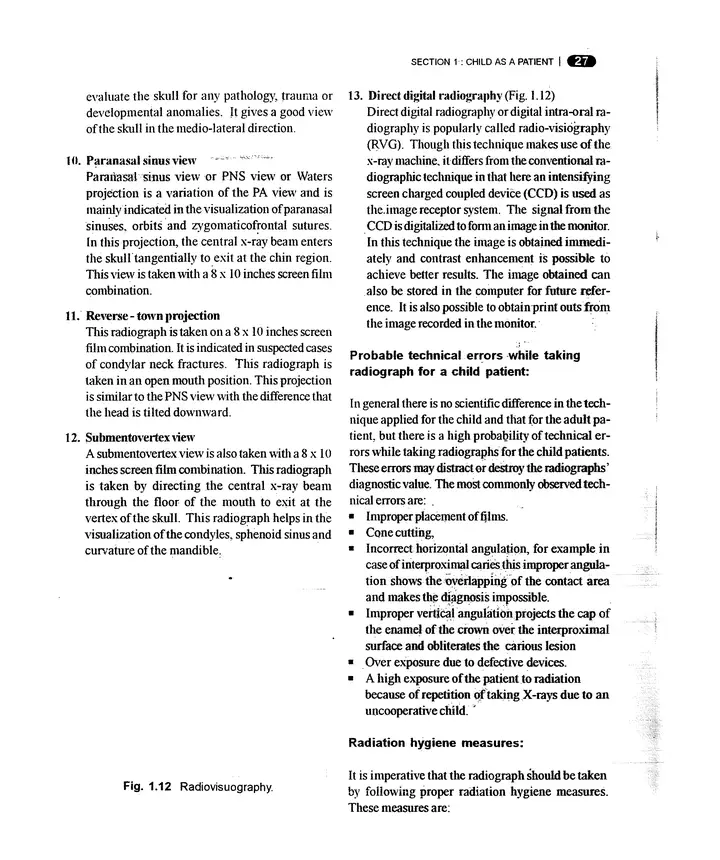 SECTION 1 : CHILD AS A PATIENT | 27
evaluate the skull for any pathology, trauma or
developmental anomalies. It gives a good view
of the skull in the medio-lateral direction.
10. Paranasal sinus view
Paranasal sinus view or PNS view or Waters
projection is a variation of the PA view and is
mainly indicated in the visualization of paranasal
sinuses, orbits and zygomaticofrontal sutures.
In this projection, the central x-ray beam enters
the skull tangentially to exit at the chin region.
This view is taken with a 8 x 10 inches screen film
combination.
11. Reverse - town projection
This radiograph is taken on a 8 x 10 inches screen
film combination. It is indicated in suspected cases
of condylar neck fractures. This radiograph is
taken in an open mouth position. This projection
is similar to the PNS view with the difference that
the head is tilted downward.
12. Submentovertex view
A submentovertex view is also taken with a 8 x 10
inches screen film combination. This radiograph
is taken by directing the central x-ray beam
through the floor of the mouth to exit at the
vertex of the skull. This radiograph helps in the
visualization of the condyles, sphenoid sinus and
curvature of the mandible.
Fig. 1.12 Radiovisuography.
13. Direct digital radiography (Fig. 1.12)
Direct digital radiography or digital intra-oral ra-
diography is popularly called radio-visiography
(RVG). Though this technique makes use of the
x-ray machine, it differs from the conventional ra-
diographic technique in that here an intensifying
screen charged coupled device (CCD) is used as
the image receptor system. The signal from the
CCD is digitalized to form an image in the monitor.
In this technique the image is obtained immedi-
ately and contrast enhancement is possible to
achieve better results. The image obtained can
also be stored in the computer for future refer-
ence. It is also possible to obtain print outs from
the image recorded in the monitor.
Probable technical errors while taking
radiograph for a child patient:
In general there is no scientific difference in the tech-
nique applied for the child and that for the adult pa-
tient, but there is a high probability of technical er-
rors while taking radiographs for the child patients.
These errors may distract or destroy the radiographs'
diagnostic value. The most commonly observed tech-
nical errors are:
▪ Improper placement of films.
▪ Cone cutting,
▪ Incorrect horizontal angulation, for example in
case of interproximal caries this improper angula-
tion shows the overlapping of the contact area
and makes the diagnosis impossible.
▪ Improper vertical angulation projects the cap of
the enamel of the crown over the interproximal
surface and obliterates the carious lesion
▪ Over exposure due to defective devices.
▪ A high exposure of the patient to radiation
because of repetition of taking X-rays due to an
uncooperative child.
Radiation hygiene measures:
It is imperative that the radiograph should be taken
by following proper radiation hygiene measures.
These measures are: